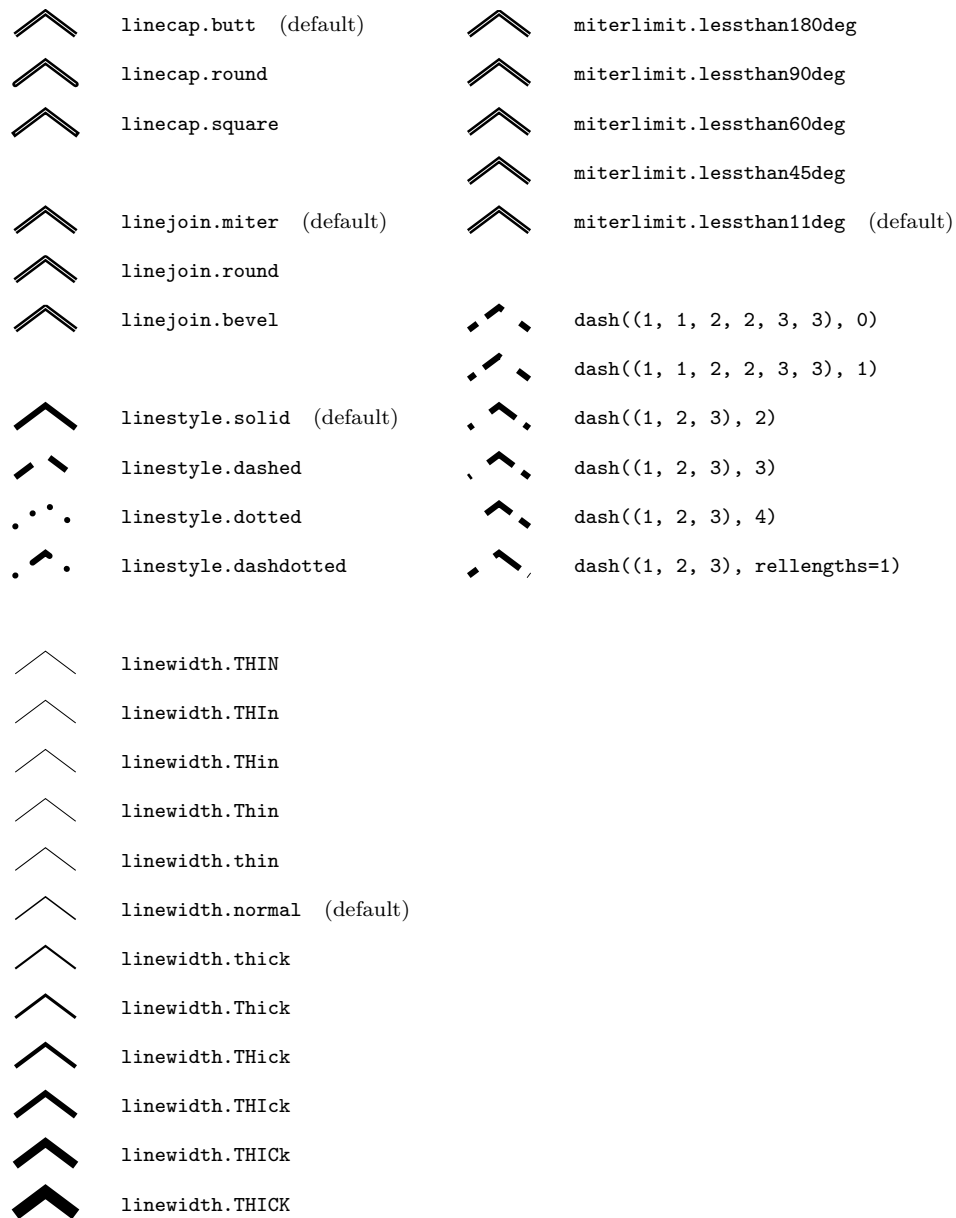 linecap.butt (default)
linecap.round
linecap.square
linejoin.miter (default)
linejoin.round
linejoin.bevel
linestyle.solid (default)
linestyle.dashed
linestyle.dotted
linestyle.dashdotted
linewidth.THIN
linewidth.THIn
linewidth.THin
linewidth.Thin
linewidth.thin
linewidth.normal (default)
linewidth.thick
linewidth.Thick
linewidth.THick
linewidth.THIck
linewidth.THICk
linewidth.THICK
miterlimit.lessthan180deg
miterlimit.lessthan90deg
miterlimit.lessthan60deg
miterlimit.lessthan45deg
miterlimit.lessthan11deg (default)
dash((1, 1, 2, 2, 3, 3), 0)
dash((1, 1, 2, 2, 3, 3), 1)
dash((1, 2, 3), 2)
dash((1, 2, 3), 3)
dash((1, 2, 3), 4)
dash((1, 2, 3), rellengths=1)